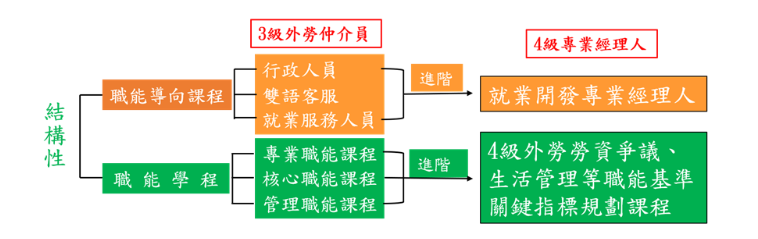 3級外勞仲介員
4級專業經理人
結構性
職能導向課程
行政人員
雙語客服
就業服務人員
進階
就業開發專業經理人
職能學程
專業職能課程
核心職能課程
管理職能課程
進階
4級外勞勞資爭議、
生活管理等職能基準
關鍵指標規劃課程